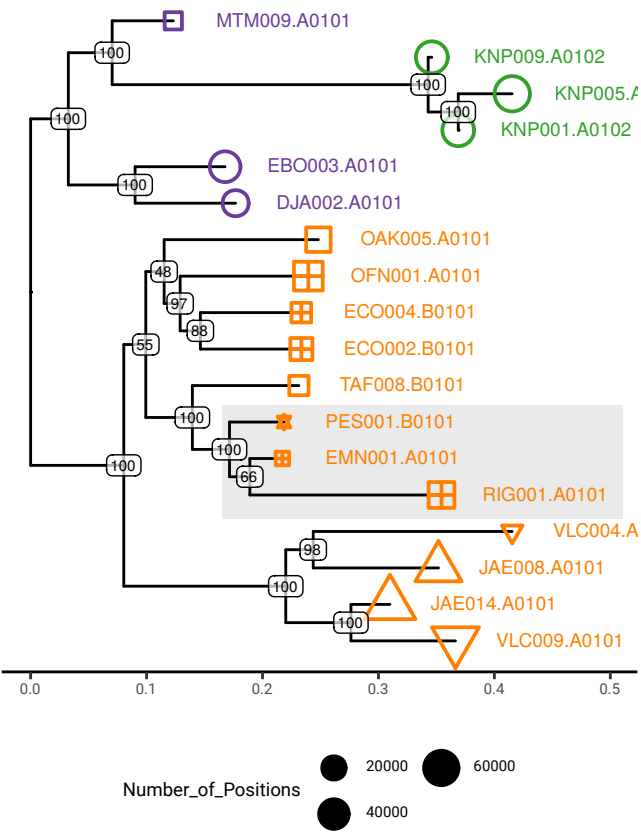 MTM009.A0101
100
KNP009.A0102
100
KNP005.A
100
KNP001.A0102
100
EBO003.A0101
100
DJA002.A0101
OAK005.A0101
48
OFN001.A0101
97
ECO004.B0101
88
55
ECO002.B0101
TAF008.B0101
100
PES001.B0101
100
EMN001.A0101
100
66
RIG001.A0101
VLC004.A
98
JAE008.A0101
100
JAE014.A0101
100
VLC009.A0101
0.0 0.1 0.2 0.3 0.4 0.5
Number_of_Positions
20000 60000
40000